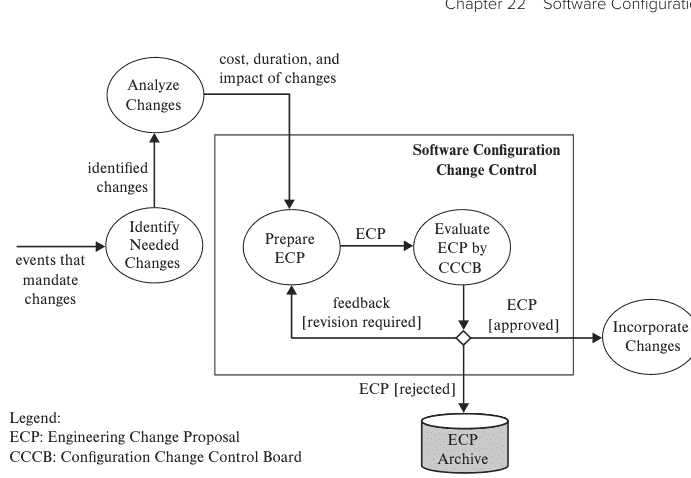 Chapter 22 Software Configurati
cost, duration, and
impact of changes
Analyze
Changes
Software Configuration
Change Control
identified
changes
Identify
Needed
Changes
events that
mandate
changes
Prepare
ECP
ECP
Evaluate
ECP by
CCCB
feedback
[revision required]
ECP
[approved]
Incorporate
Changes
ECP [rejected]
ECP
Archive
Legend:
ECP: Engineering Change Proposal
CCCB: Configuration Change Control Board